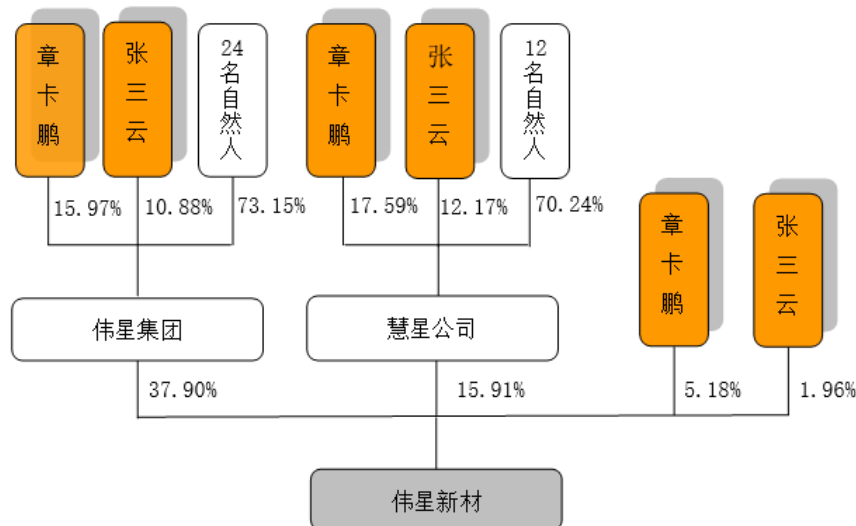 章卡鹏
张三云
24名自然人
章卡鹏
张三云
12名自然人
15.97%
10.88%
73.15%
17.59%
12.17%
70.24%
章卡鹏
张三云
伟星集团
慧星公司
37.90%
15.91%
5.18%
1.96%
伟星新材